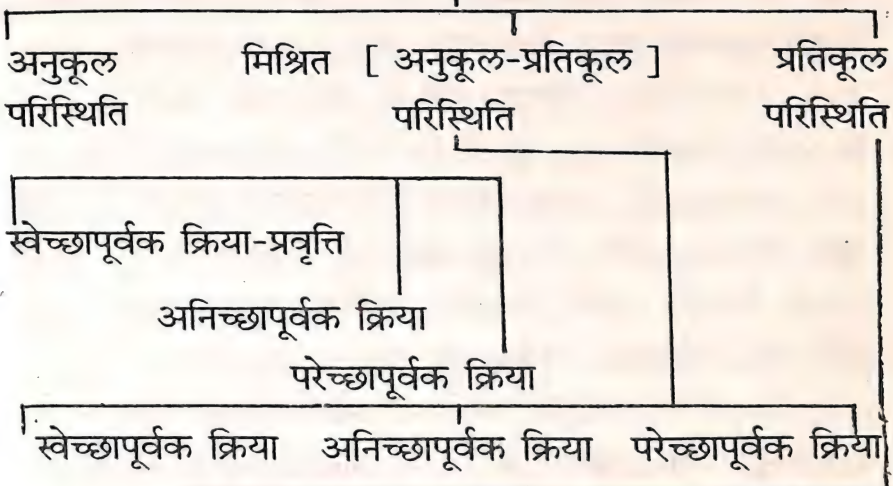 अनुकूल मिश्रित [ अनुकूल-प्रतिकूल ] प्रतिकूल
परिस्थिति परिस्थिति परिस्थिति
स्वेच्छापूर्वक क्रिया-प्रवृत्ति
अनिच्छापूर्वक क्रिया
परेच्छापूर्वक क्रिया
स्वेच्छापूर्वक क्रिया अनिच्छापूर्वक क्रिया परेच्छापूर्वक क्रिया